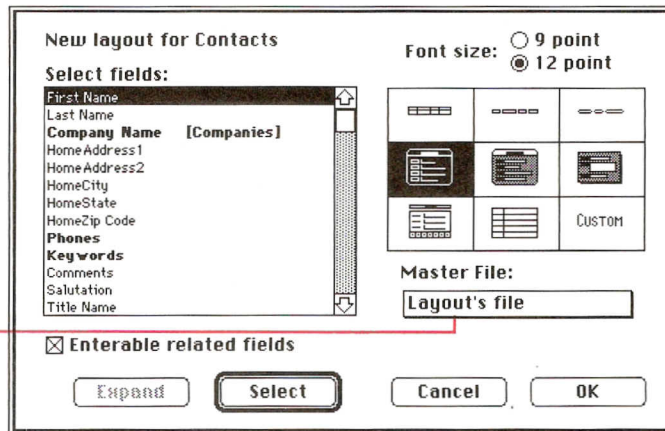 New layout for Contacts
Font size:
9 point
12 point
Select fields:
First Name
Last Name
Company Name [Companies]
HomeAddress1
HomeAddress2
HomeCity
HomeState
HomeZip Code
Phones
Keywords
Comments
Salutation
Title Name
CUSTOM
Master File:
Layout's file
Enterable related fields
Expand
Select
Cancel
OK